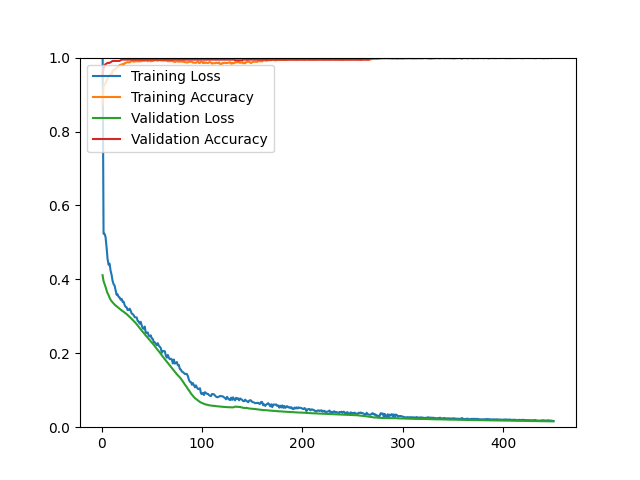 1.0
Training Loss
Training Accuracy
Validation Loss
Validation Accuracy
0.8
0.6
0.4
0.2
0.0
0 100 200 300 400